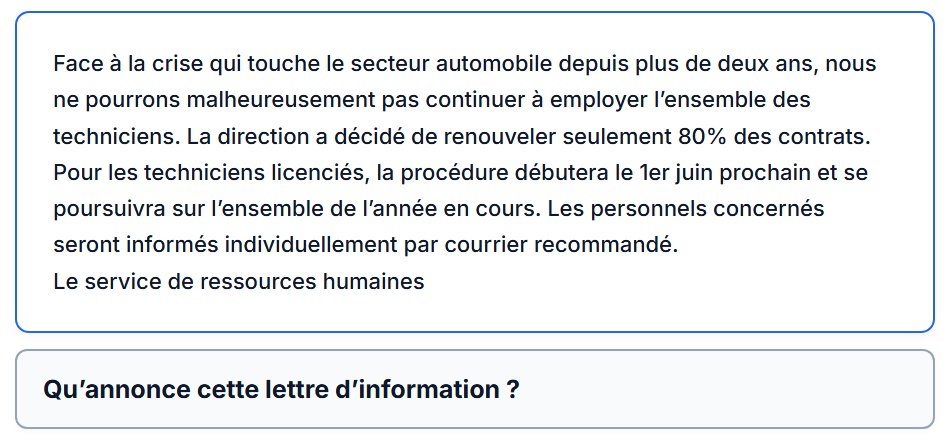 Face à la crise qui touche le secteur automobile depuis plus de deux ans, nous
ne pourrons malheureusement pas continuer à employer l’ensemble des
techniciens. La direction a décidé de renouveler seulement 80% des contrats.
Pour les techniciens licenciés, la procédure débutera le 1er juin prochain et se
poursuivra sur l’ensemble de l’année en cours. Les personnels concernés
seront informés individuellement par courrier recommandé.
Le service de ressources humaines
Qu’annonce cette lettre d’information ?